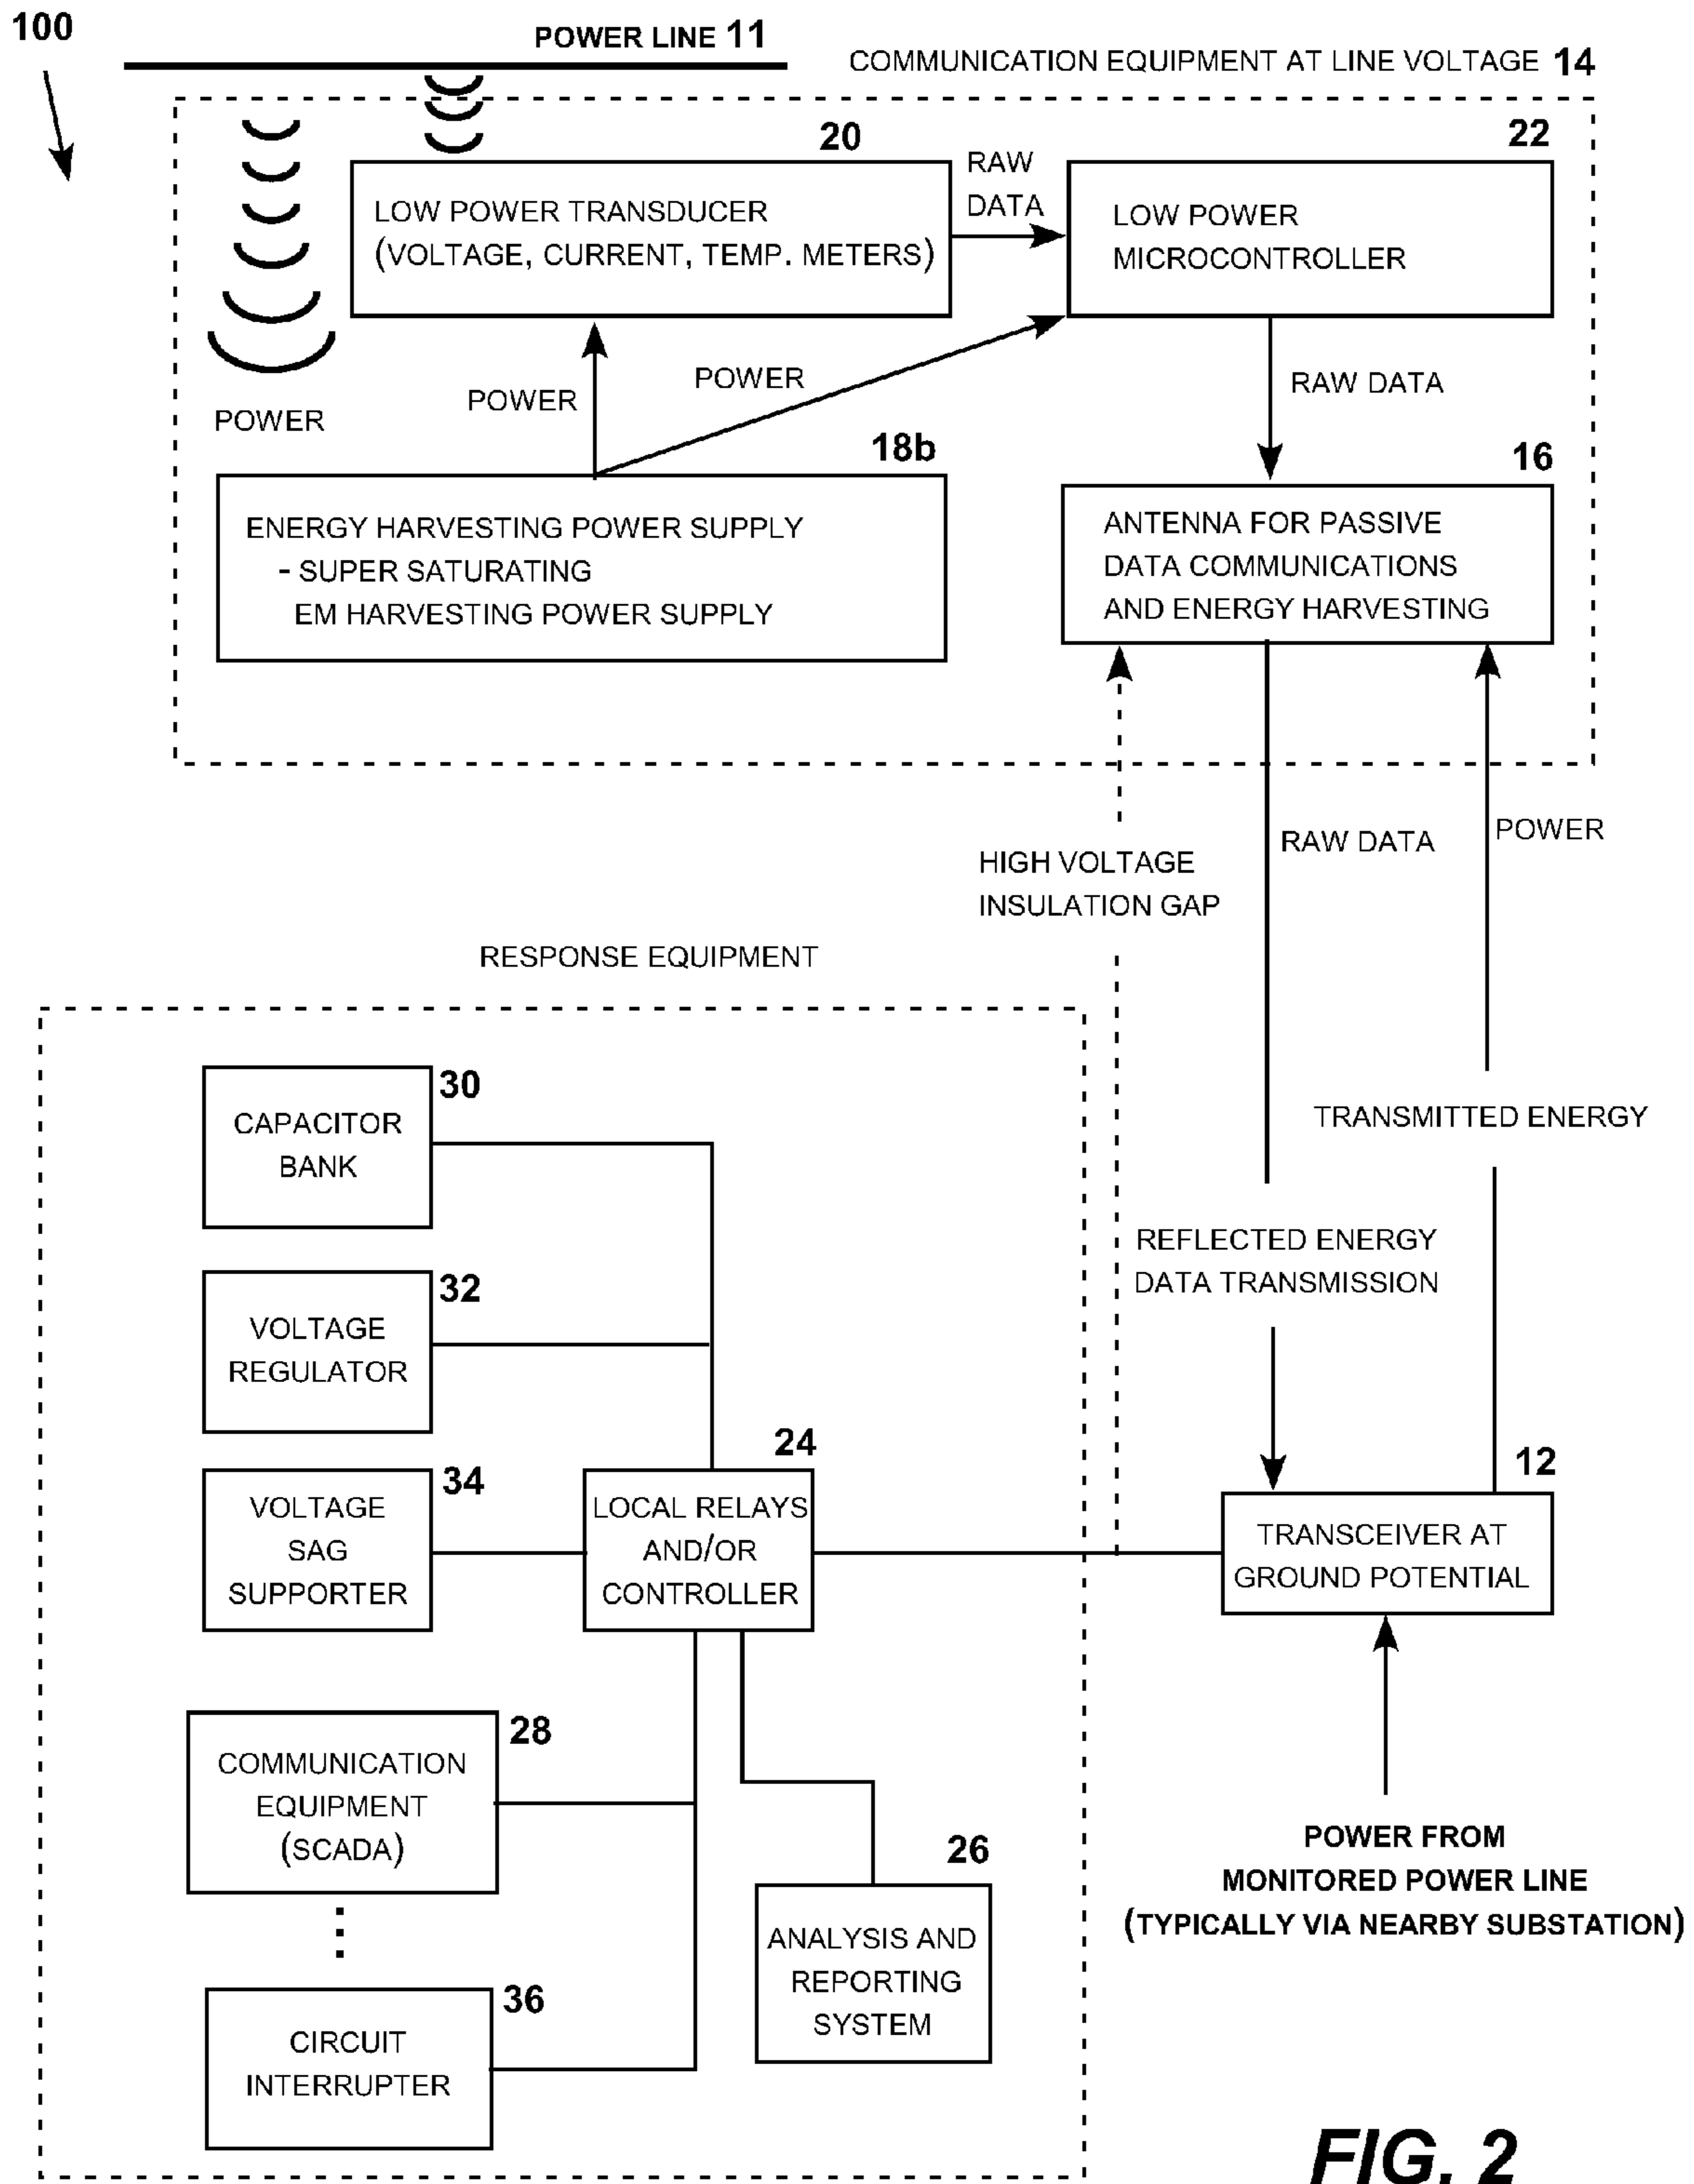 100
POWER LINE 11
COMMUNICATION EQUIPMENT AT LINE VOLTAGE 14
20
RAW
DATA
22
LOW POWER TRANSDUCER
(VOLTAGE, CURRENT, TEMP. METERS)
LOW POWER
MICROCONTROLLER
POWER
POWER
POWER
RAW DATA
18b
16
ENERGY HARVESTING POWER SUPPLY
- SUPER SATURATING
EM HARVESTING POWER SUPPLY
ANTENNA FOR PASSIVE
DATA COMMUNICATIONS
AND ENERGY HARVESTING
HIGH VOLTAGE
INSULATION GAP
RAW DATA
POWER
RESPONSE EQUIPMENT
TRANSMITTED ENERGY
REFLECTED ENERGY
DATA TRANSMISSION
30
CAPACITOR
BANK
32
VOLTAGE
REGULATOR
34
VOLTAGE
SAG
SUPPORTER
24
LOCAL RELAYS
AND/OR
CONTROLLER
12
TRANSCEIVER AT
GROUND POTENTIAL
28
COMMUNICATION
EQUIPMENT
(SCADA)
26
ANALYSIS AND
REPORTING
SYSTEM
POWER FROM
MONITORED POWER LINE
(TYPICALLY VIA NEARBY SUBSTATION)
36
CIRCUIT
INTERRUPTER
FIG. 2